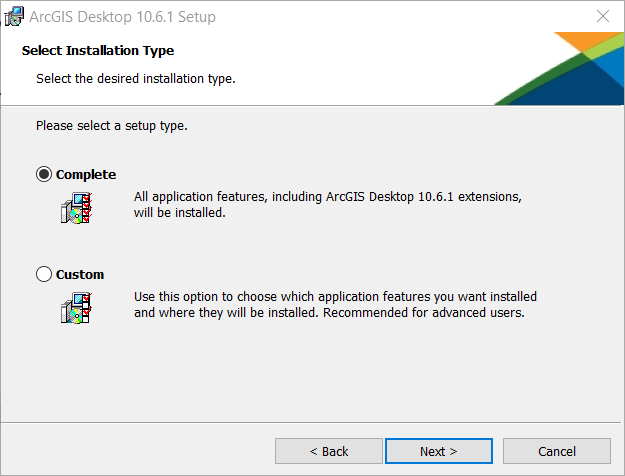 ArcGIS Desktop 10.6.1 Setup
Select Installation Type
Select the desired installation type.
Please select a setup type.
Complete
All application features, including ArcGIS Desktop 10.6.1 extensions,
will be installed.
Custom
Use this option to choose which application features you want installed
and where they will be installed. Recommended for advanced users.
< Back
Next >
Cancel